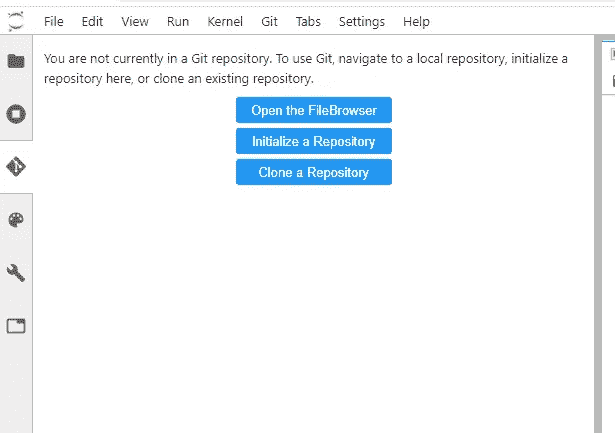 File Edit View Run Kernel Git Tabs Settings Help
You are not currently in a Git repository. To use Git, navigate to a local repository, initialize a
repository here, or clone an existing repository.
Open the FileBrowser
Initialize a Repository
Clone a Repository